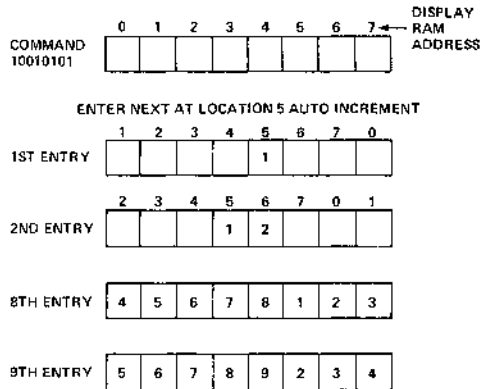 DISPLAY
0 1 2 3 4 5 6 7 RAM
COMMAND ADDRESS
10010101
ENTER NEXT AT LOCATION 5 AUTO INCREMENT
1 2 3 4 5 6 7 0
1ST ENTRY 1
2 3 4 5 6 7 0 1
2ND ENTRY 1 2
8TH ENTRY 4 5 6 7 8 1 2 3
9TH ENTRY 5 6 7 8 9 2 3 4